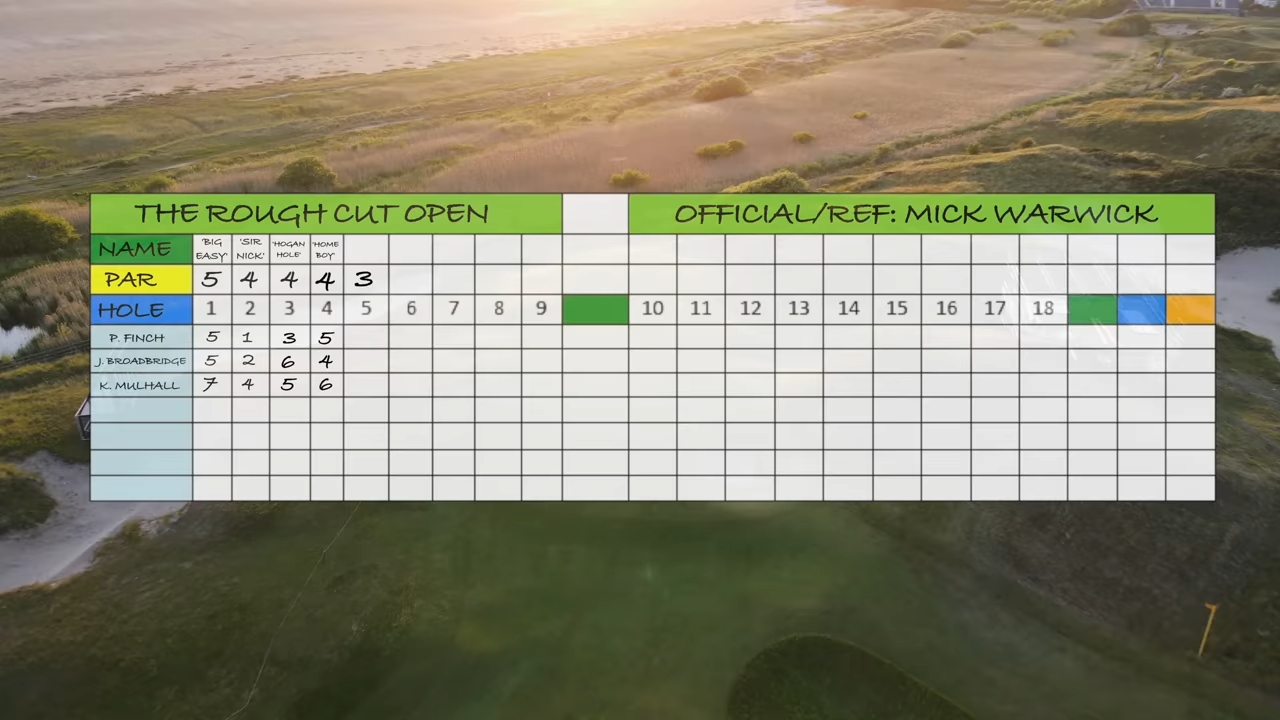 THE ROUGH CUT OPEN OFFICIAL/REF: MICK WARWICK
NAME 'BIG EASY' 'SIR NICK' 'HOGAN HOLE' 'HOME BOY'
PAR 5 4 4 4 3
HOLE 1 2 3 4 5 6 7 8 9 10 11 12 13 14 15 16 17 18
P. FINCH 5 1 3 5
J. BROADBRIDGE 5 2 6 4
K. MULHALL 7 4 5 6